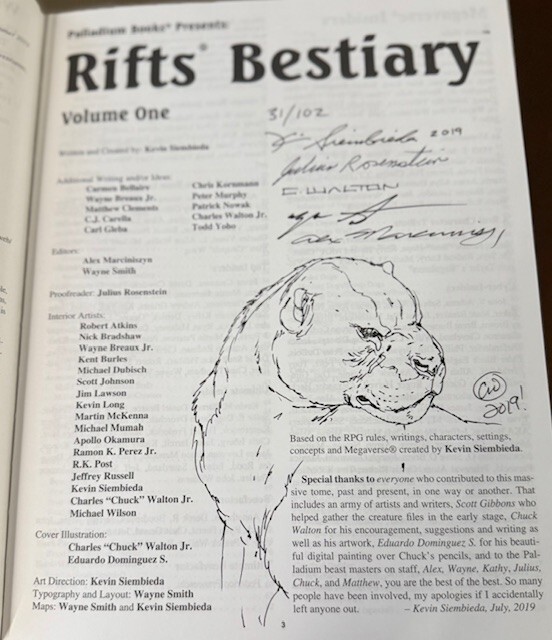 Palladium Books® Presents:
Rifts® Bestiary™
Volume One
31/102
Written and Created by: Kevin Siembieda
K. Siembieda 2019
Julius Rosenstein
C. WALTON
Alex Marciniszyn
Additional Writing and/or Ideas:
Carmen Bellaire
Wayne Breaux Jr.
Matthew Clements
C.J. Carella
Carl Gleba
Chris Kornmann
Peter Murphy
Patrick Nowak
Charles Walton Jr.
Todd Yoho
Editors:
Alex Marciniszyn
Wayne Smith
Proofreader: Julius Rosenstein
Interior Artists:
Robert Atkins
Nick Bradshaw
Wayne Breaux Jr.
Kent Burles
Michael Dubisch
Scott Johnson
Jim Lawson
Kevin Long
Martin McKenna
Michael Mumah
Apollo Okamura
Ramon K. Perez Jr.
R.K. Post
Jeffrey Russell
Kevin Siembieda
Charles "Chuck" Walton Jr.
Michael Wilson
Cover Illustration:
Charles "Chuck" Walton Jr.
Eduardo Dominguez S.
Art Direction: Kevin Siembieda
Typography and Layout: Wayne Smith
Maps: Wayne Smith and Kevin Siembieda
CW
2019!
Based on the RPG rules, writings, characters, settings,
concepts and Megaverse® created by Kevin Siembieda.
Special thanks to everyone who contributed to this mas-
sive tome, past and present, in one way or another. That
includes an army of artists and writers, Scott Gibbons who
helped gather the creature files in the early stage, Chuck
Walton for his encouragement, suggestions and writing as
well as his artwork, Eduardo Dominguez S. for his beauti-
ful digital painting over Chuck's pencils, and to the Pal-
ladium beast masters on staff, Alex, Wayne, Kathy, Julius,
Chuck, and Matthew, you are the best of the best. So many
people have been involved, my apologies if I accidentally
left anyone out.
– Kevin Siembieda, July, 2019
3